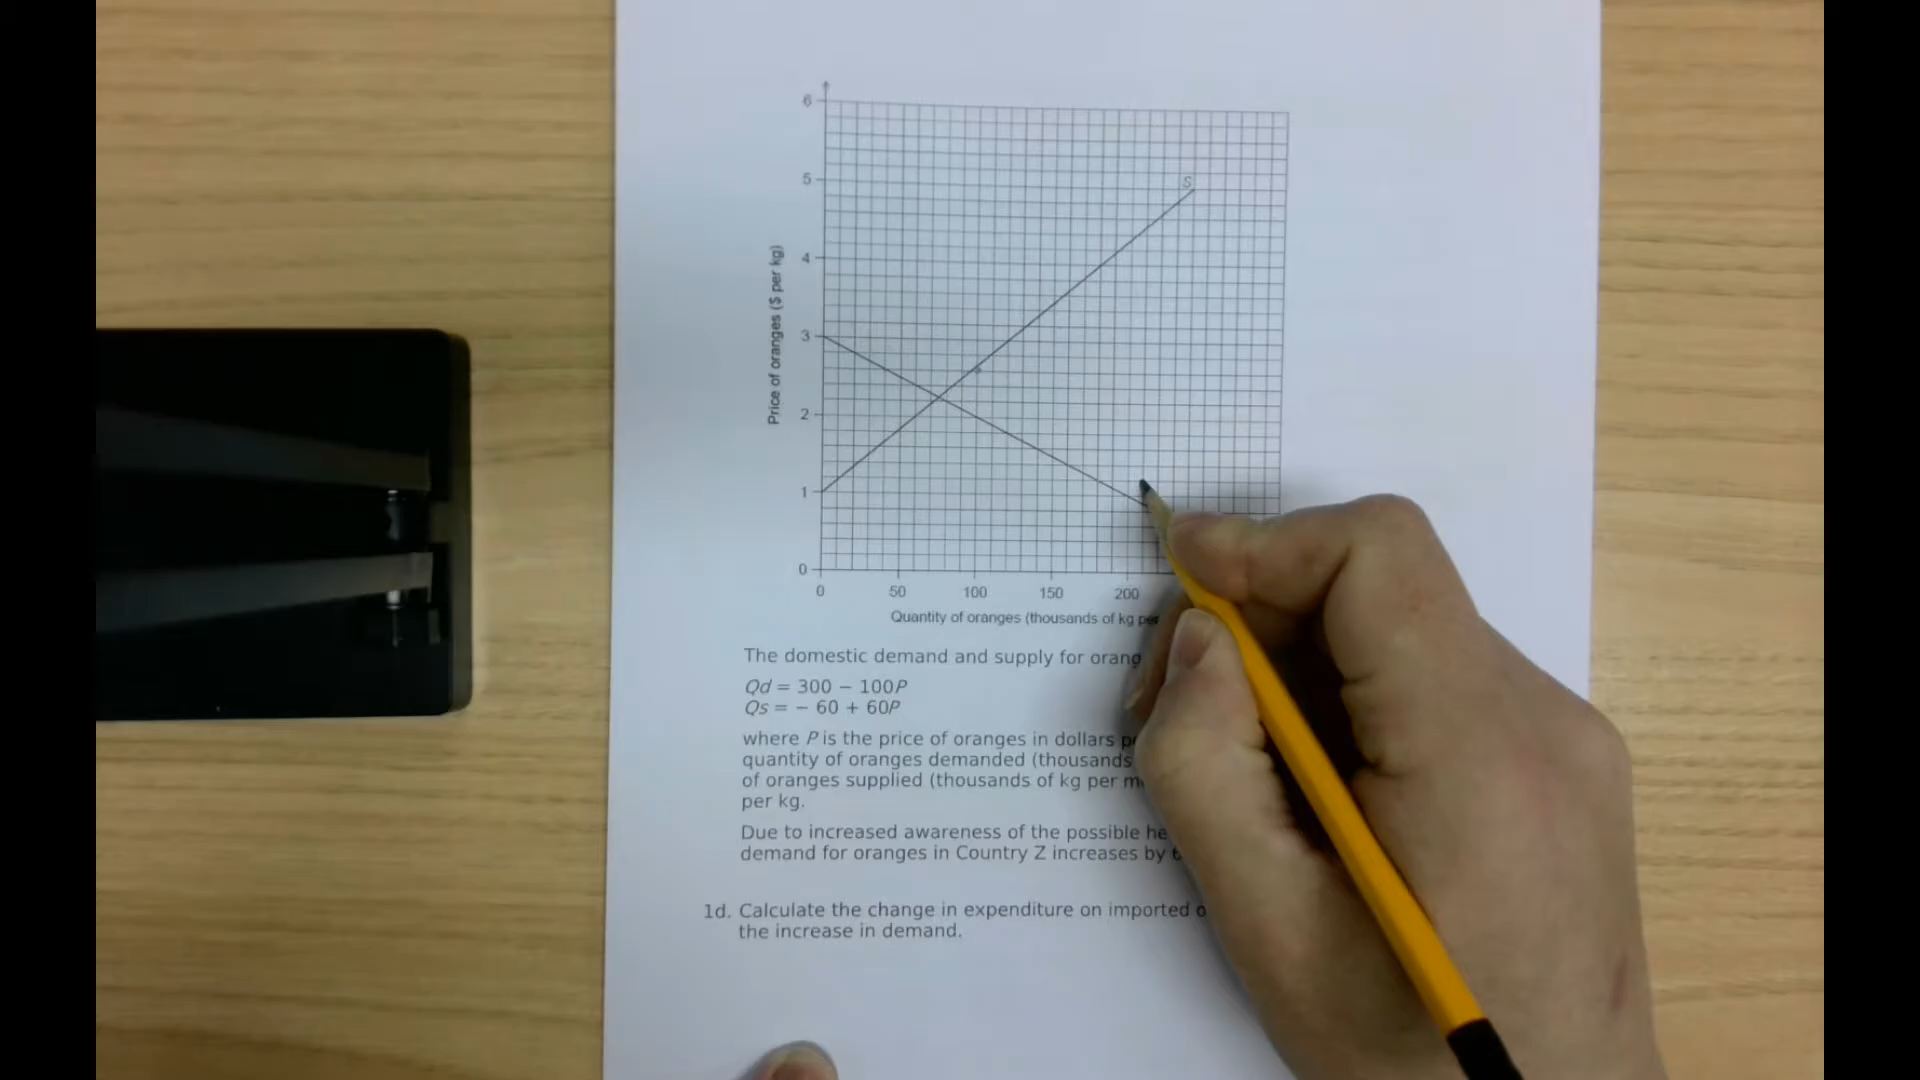 6
5
S
4
Price of oranges ($ per kg)
3
2
1
0
0 50 100 150 200
Quantity of oranges (thousands of kg per
The domestic demand and supply for orang
Qd = 300 − 100P
Qs = − 60 + 60P
where P is the price of oranges in dollars p
quantity of oranges demanded (thousands
of oranges supplied (thousands of kg per m
per kg.
Due to increased awareness of the possible he
demand for oranges in Country Z increases by
1d. Calculate the change in expenditure on imported o
the increase in demand.